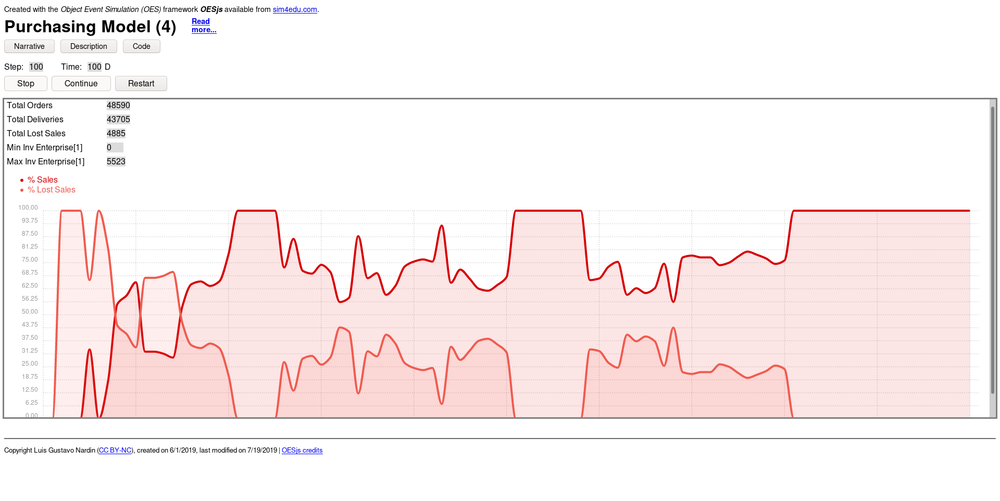 Created with the Object Event Simulation (OES) framework OESjs available from sim4edu.com.
Purchasing Model (4)
Read
more...
Narrative
Description
Code
Step: 100 Time: 100 D
Stop
Continue
Restart
Total Orders 48590
Total Deliveries 43705
Total Lost Sales 4885
Min Inv Enterprise[1] 0
Max Inv Enterprise[1] 5523
• % Sales
• % Lost Sales
100.00
93.75
87.50
81.25
75.00
68.75
62.50
56.25
50.00
43.75
37.50
31.25
25.00
18.75
12.50
6.25
0.00
Copyright Luis Gustavo Nardin (CC BY-NC), created on 6/1/2019, last modified on 7/19/2019 | OESjs credits